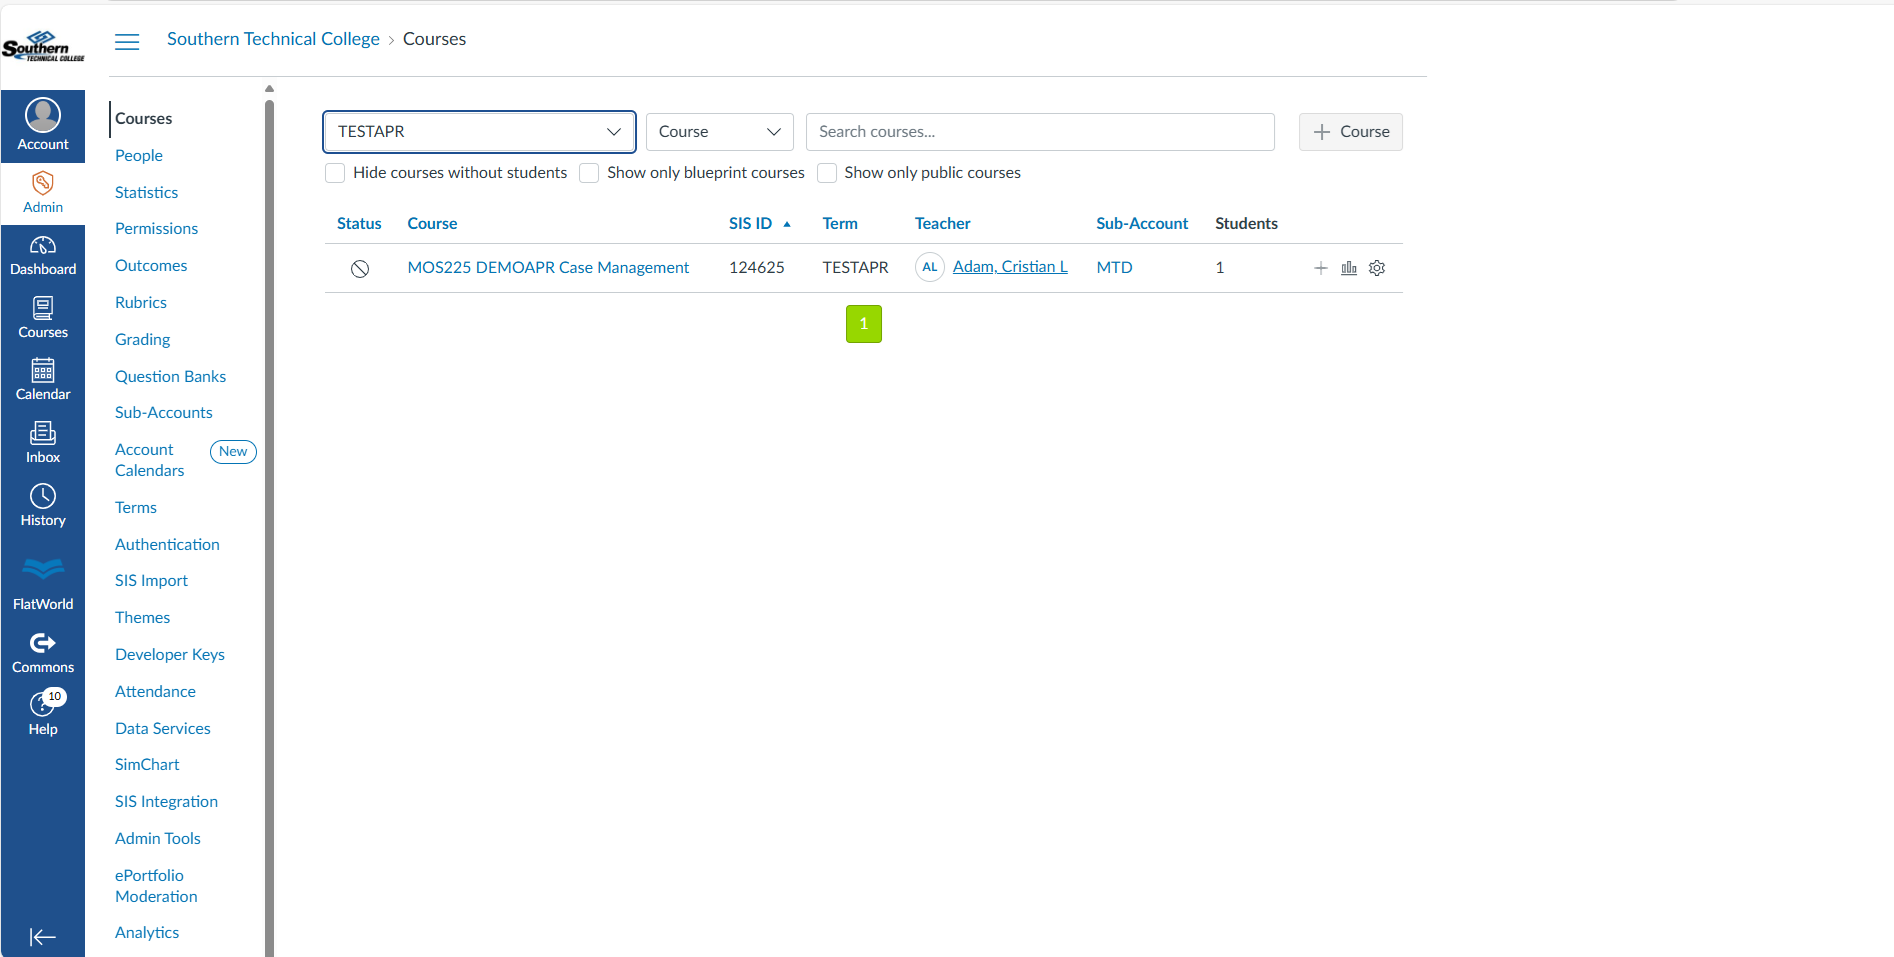 Southern
TECHNICAL COLLEGE
Southern Technical College > Courses
Account
Admin
Dashboard
Courses
Calendar
Inbox
History
FlatWorld
Commons
10
Help
Courses
People
Statistics
Permissions
Outcomes
Rubrics
Grading
Question Banks
Sub-Accounts
Account
Calendars
New
Terms
Authentication
SIS Import
Themes
Developer Keys
Attendance
Data Services
SimChart
SIS Integration
Admin Tools
ePortfolio
Moderation
Analytics
TESTAPR
Course
Search courses...
+ Course
Hide courses without students
Show only blueprint courses
Show only public courses
Status Course SIS ID Term Teacher Sub-Account Students
MOS225 DEMOAPR Case Management 124625 TESTAPR AL Adam, Cristian L MTD 1
1